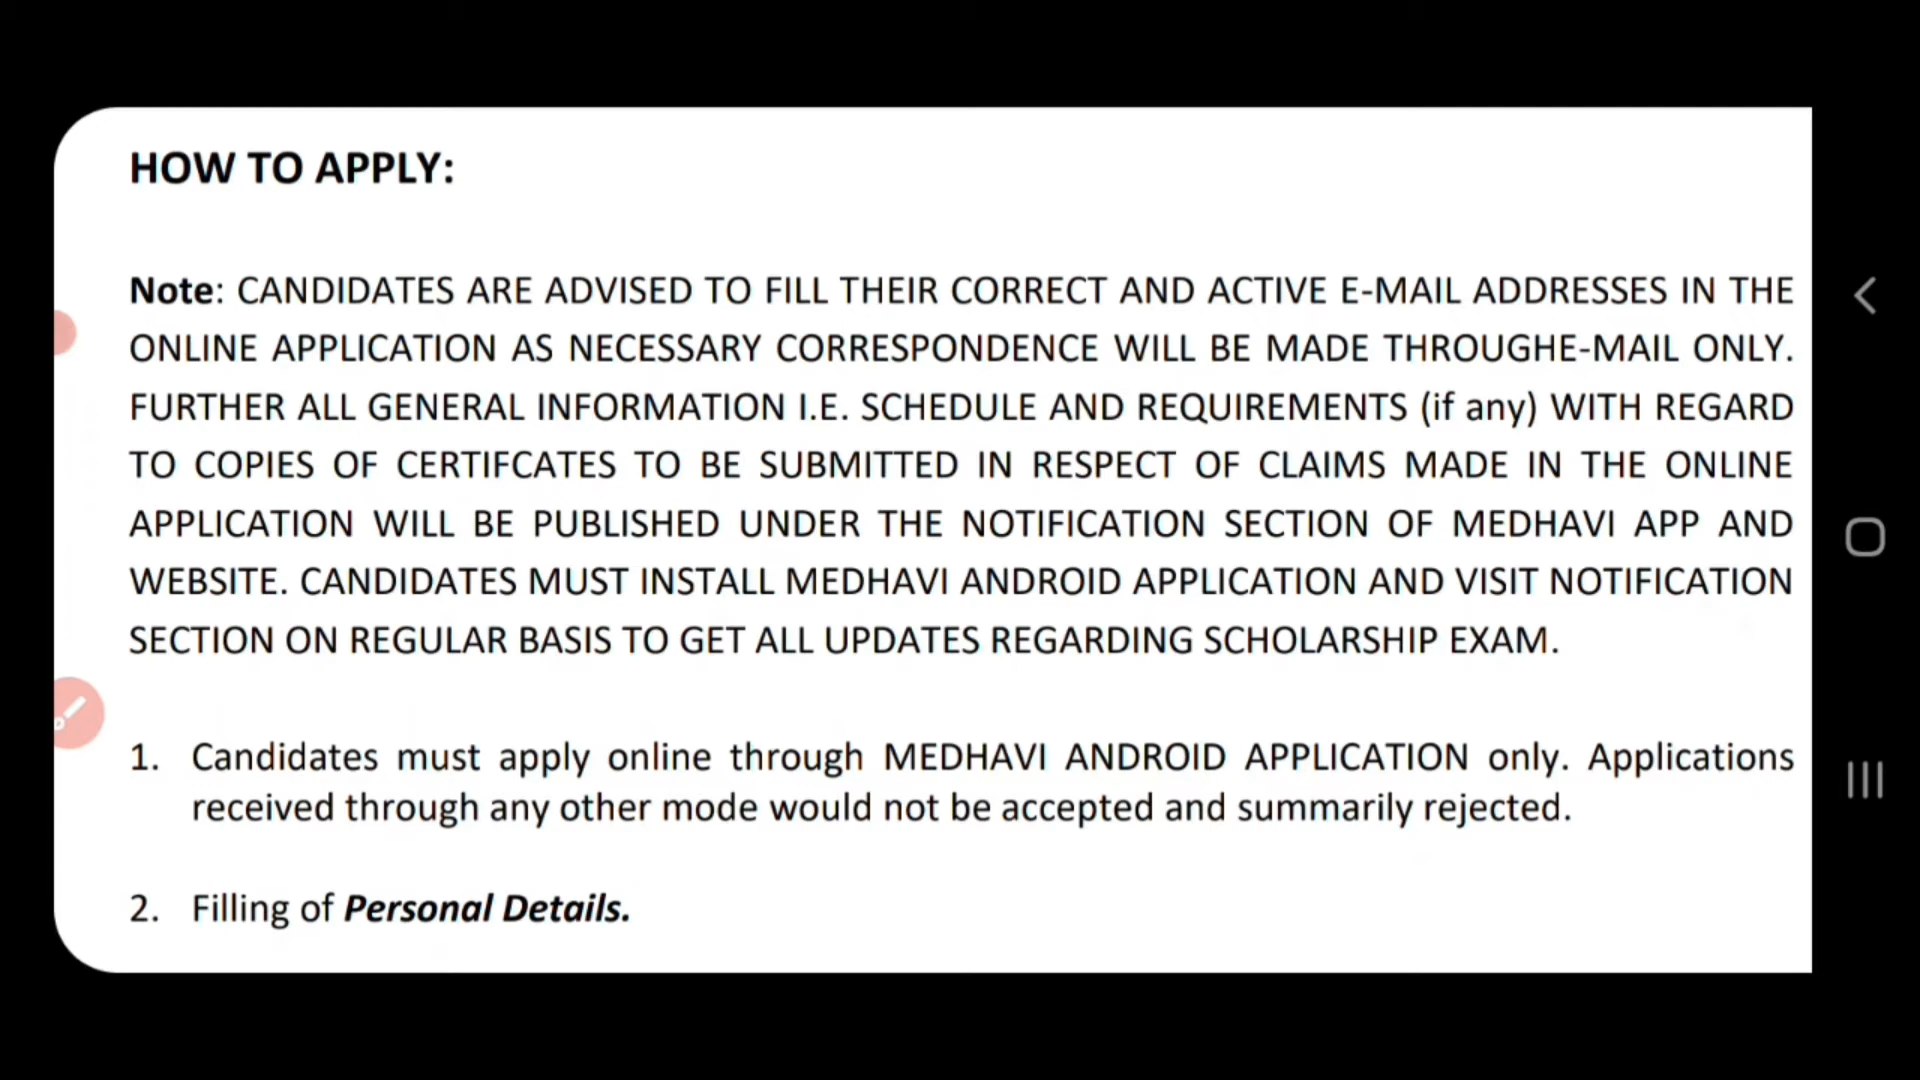 HOW TO APPLY:
Note: CANDIDATES ARE ADVISED TO FILL THEIR CORRECT AND ACTIVE E-MAIL ADDRESSES IN THE
ONLINE APPLICATION AS NECESSARY CORRESPONDENCE WILL BE MADE THROUGHE-MAIL ONLY.
FURTHER ALL GENERAL INFORMATION I.E. SCHEDULE AND REQUIREMENTS (if any) WITH REGARD
TO COPIES OF CERTIFCATES TO BE SUBMITTED IN RESPECT OF CLAIMS MADE IN THE ONLINE
APPLICATION WILL BE PUBLISHED UNDER THE NOTIFICATION SECTION OF MEDHAVI APP AND
WEBSITE. CANDIDATES MUST INSTALL MEDHAVI ANDROID APPLICATION AND VISIT NOTIFICATION
SECTION ON REGULAR BASIS TO GET ALL UPDATES REGARDING SCHOLARSHIP EXAM.
1. Candidates must apply online through MEDHAVI ANDROID APPLICATION only. Applications
received through any other mode would not be accepted and summarily rejected.
2. Filling of Personal Details.